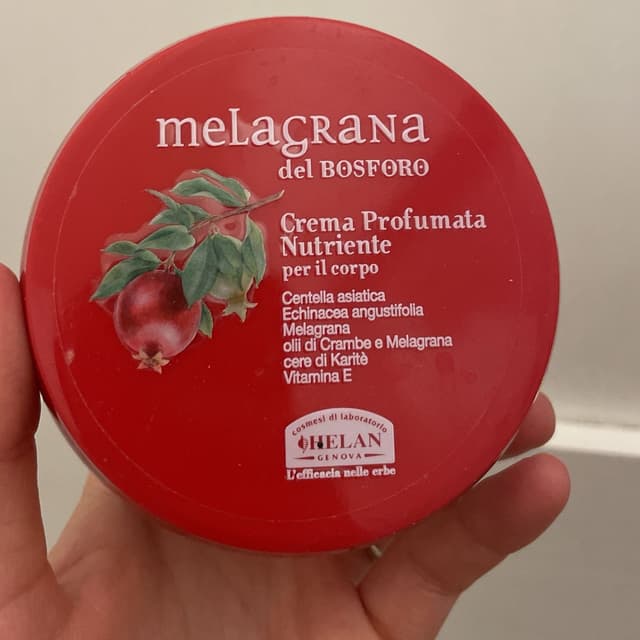 melagrana
del BOSFORO
Crema Profumata
Nutriente
per il corpo
Centella asiatica
Echinacea angustifolia
Melagrana
olii di Crambe e Melagrana
cere di Karitè
Vitamina E
cosmesi di laboratorio
HELAN
GENOVA
L'efficacia nelle erbe